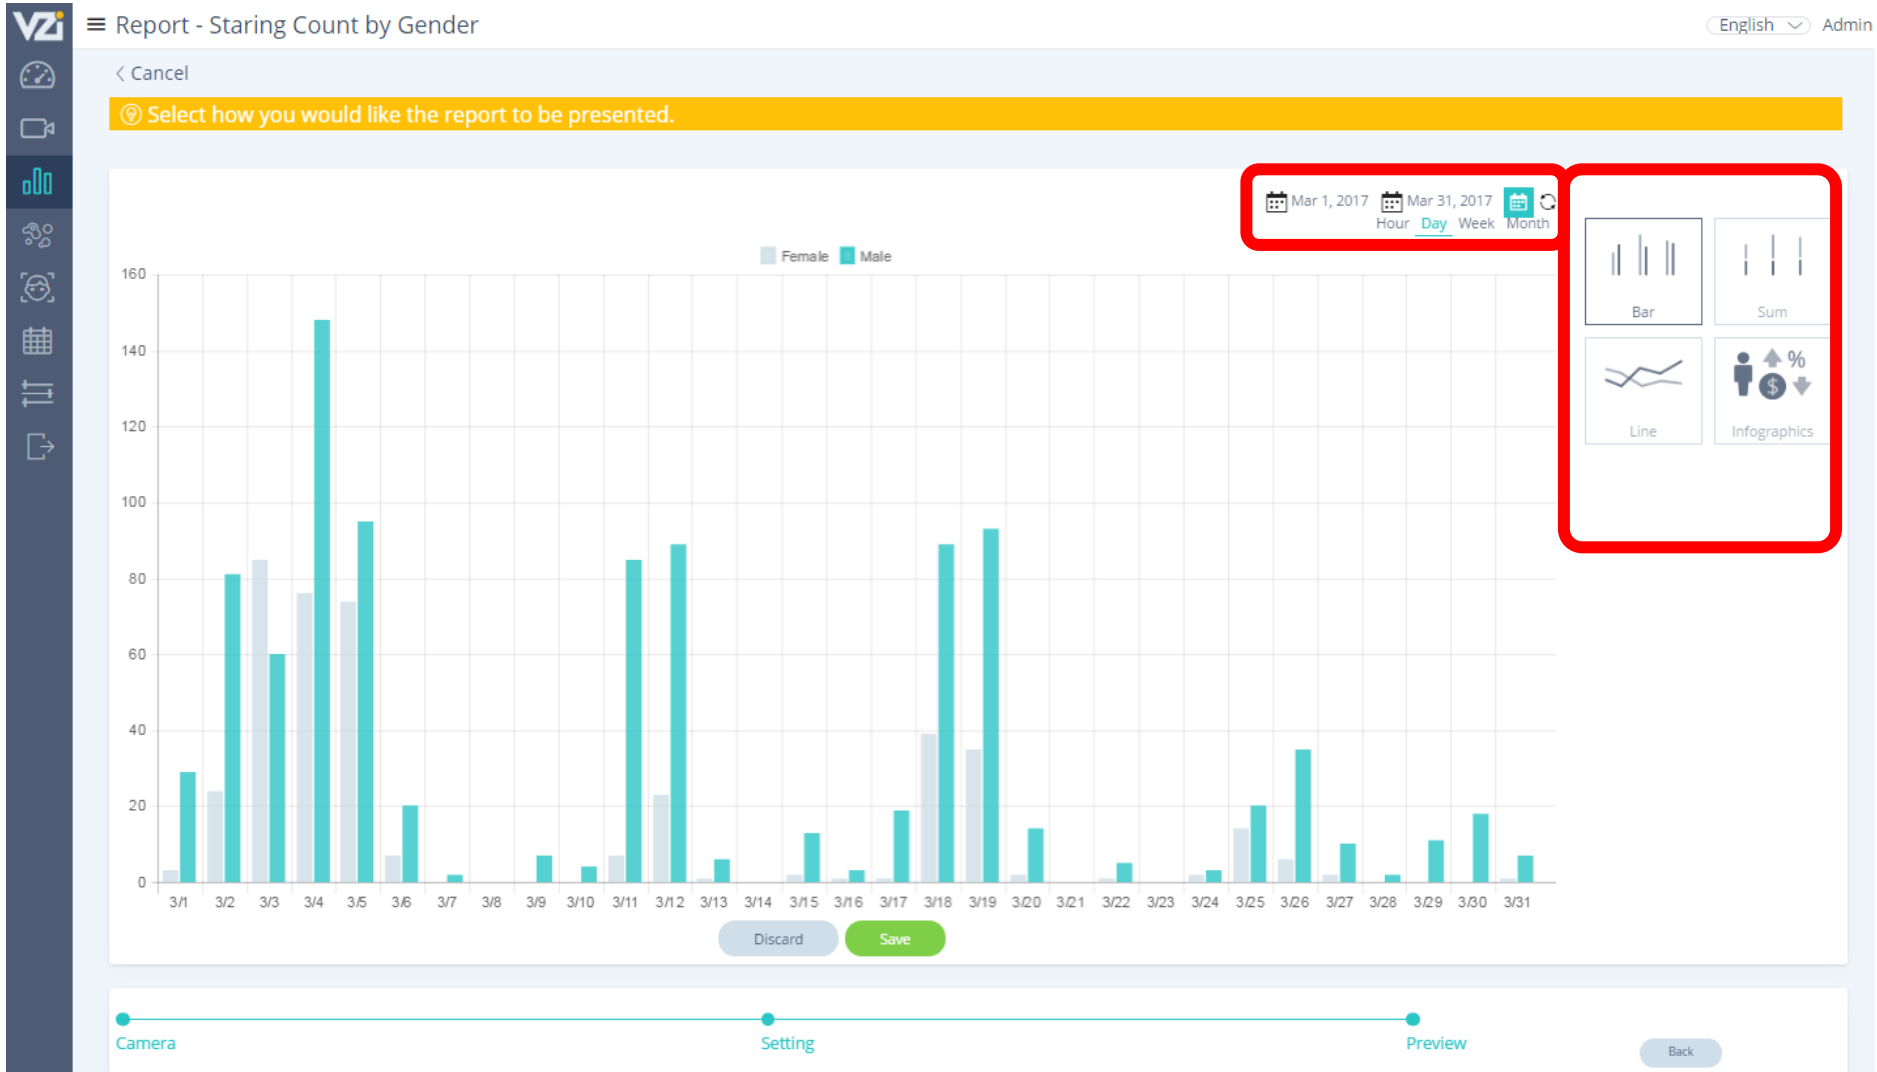 VZi
Report - Staring Count by Gender
English
Admin
Cancel
Select how you would like the report to be presented.
Mar 1, 2017 Mar 31, 2017
Hour Day Week Month
Female Male
Bar Sum
Line Infographics
160
140
120
100
80
60
40
20
0
3/1 3/2 3/3 3/4 3/5 3/6 3/7 3/8 3/9 3/10 3/11 3/12 3/13 3/14 3/15 3/16 3/17 3/18 3/19 3/20 3/21 3/22 3/23 3/24 3/25 3/26 3/27 3/28 3/29 3/30 3/31
Discard Save
Camera Setting Preview
Back